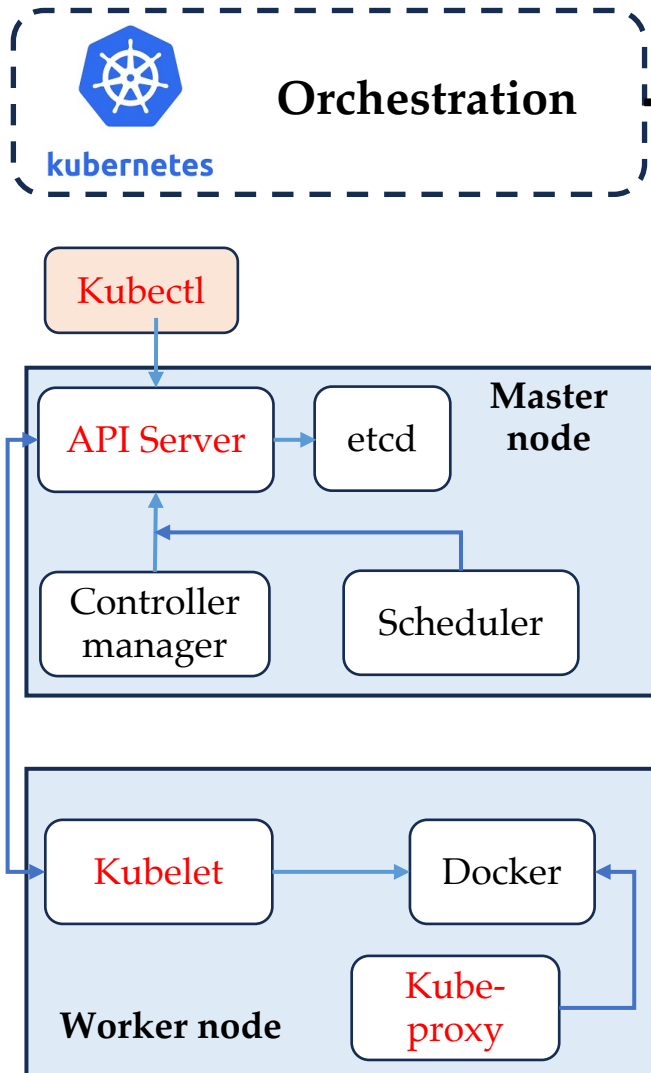 Orchestration
kubernetes
Kubectl
Master
node
API Server
etcd
Controller
manager
Scheduler
Kubelet
Docker
Kube-
proxy
Worker node